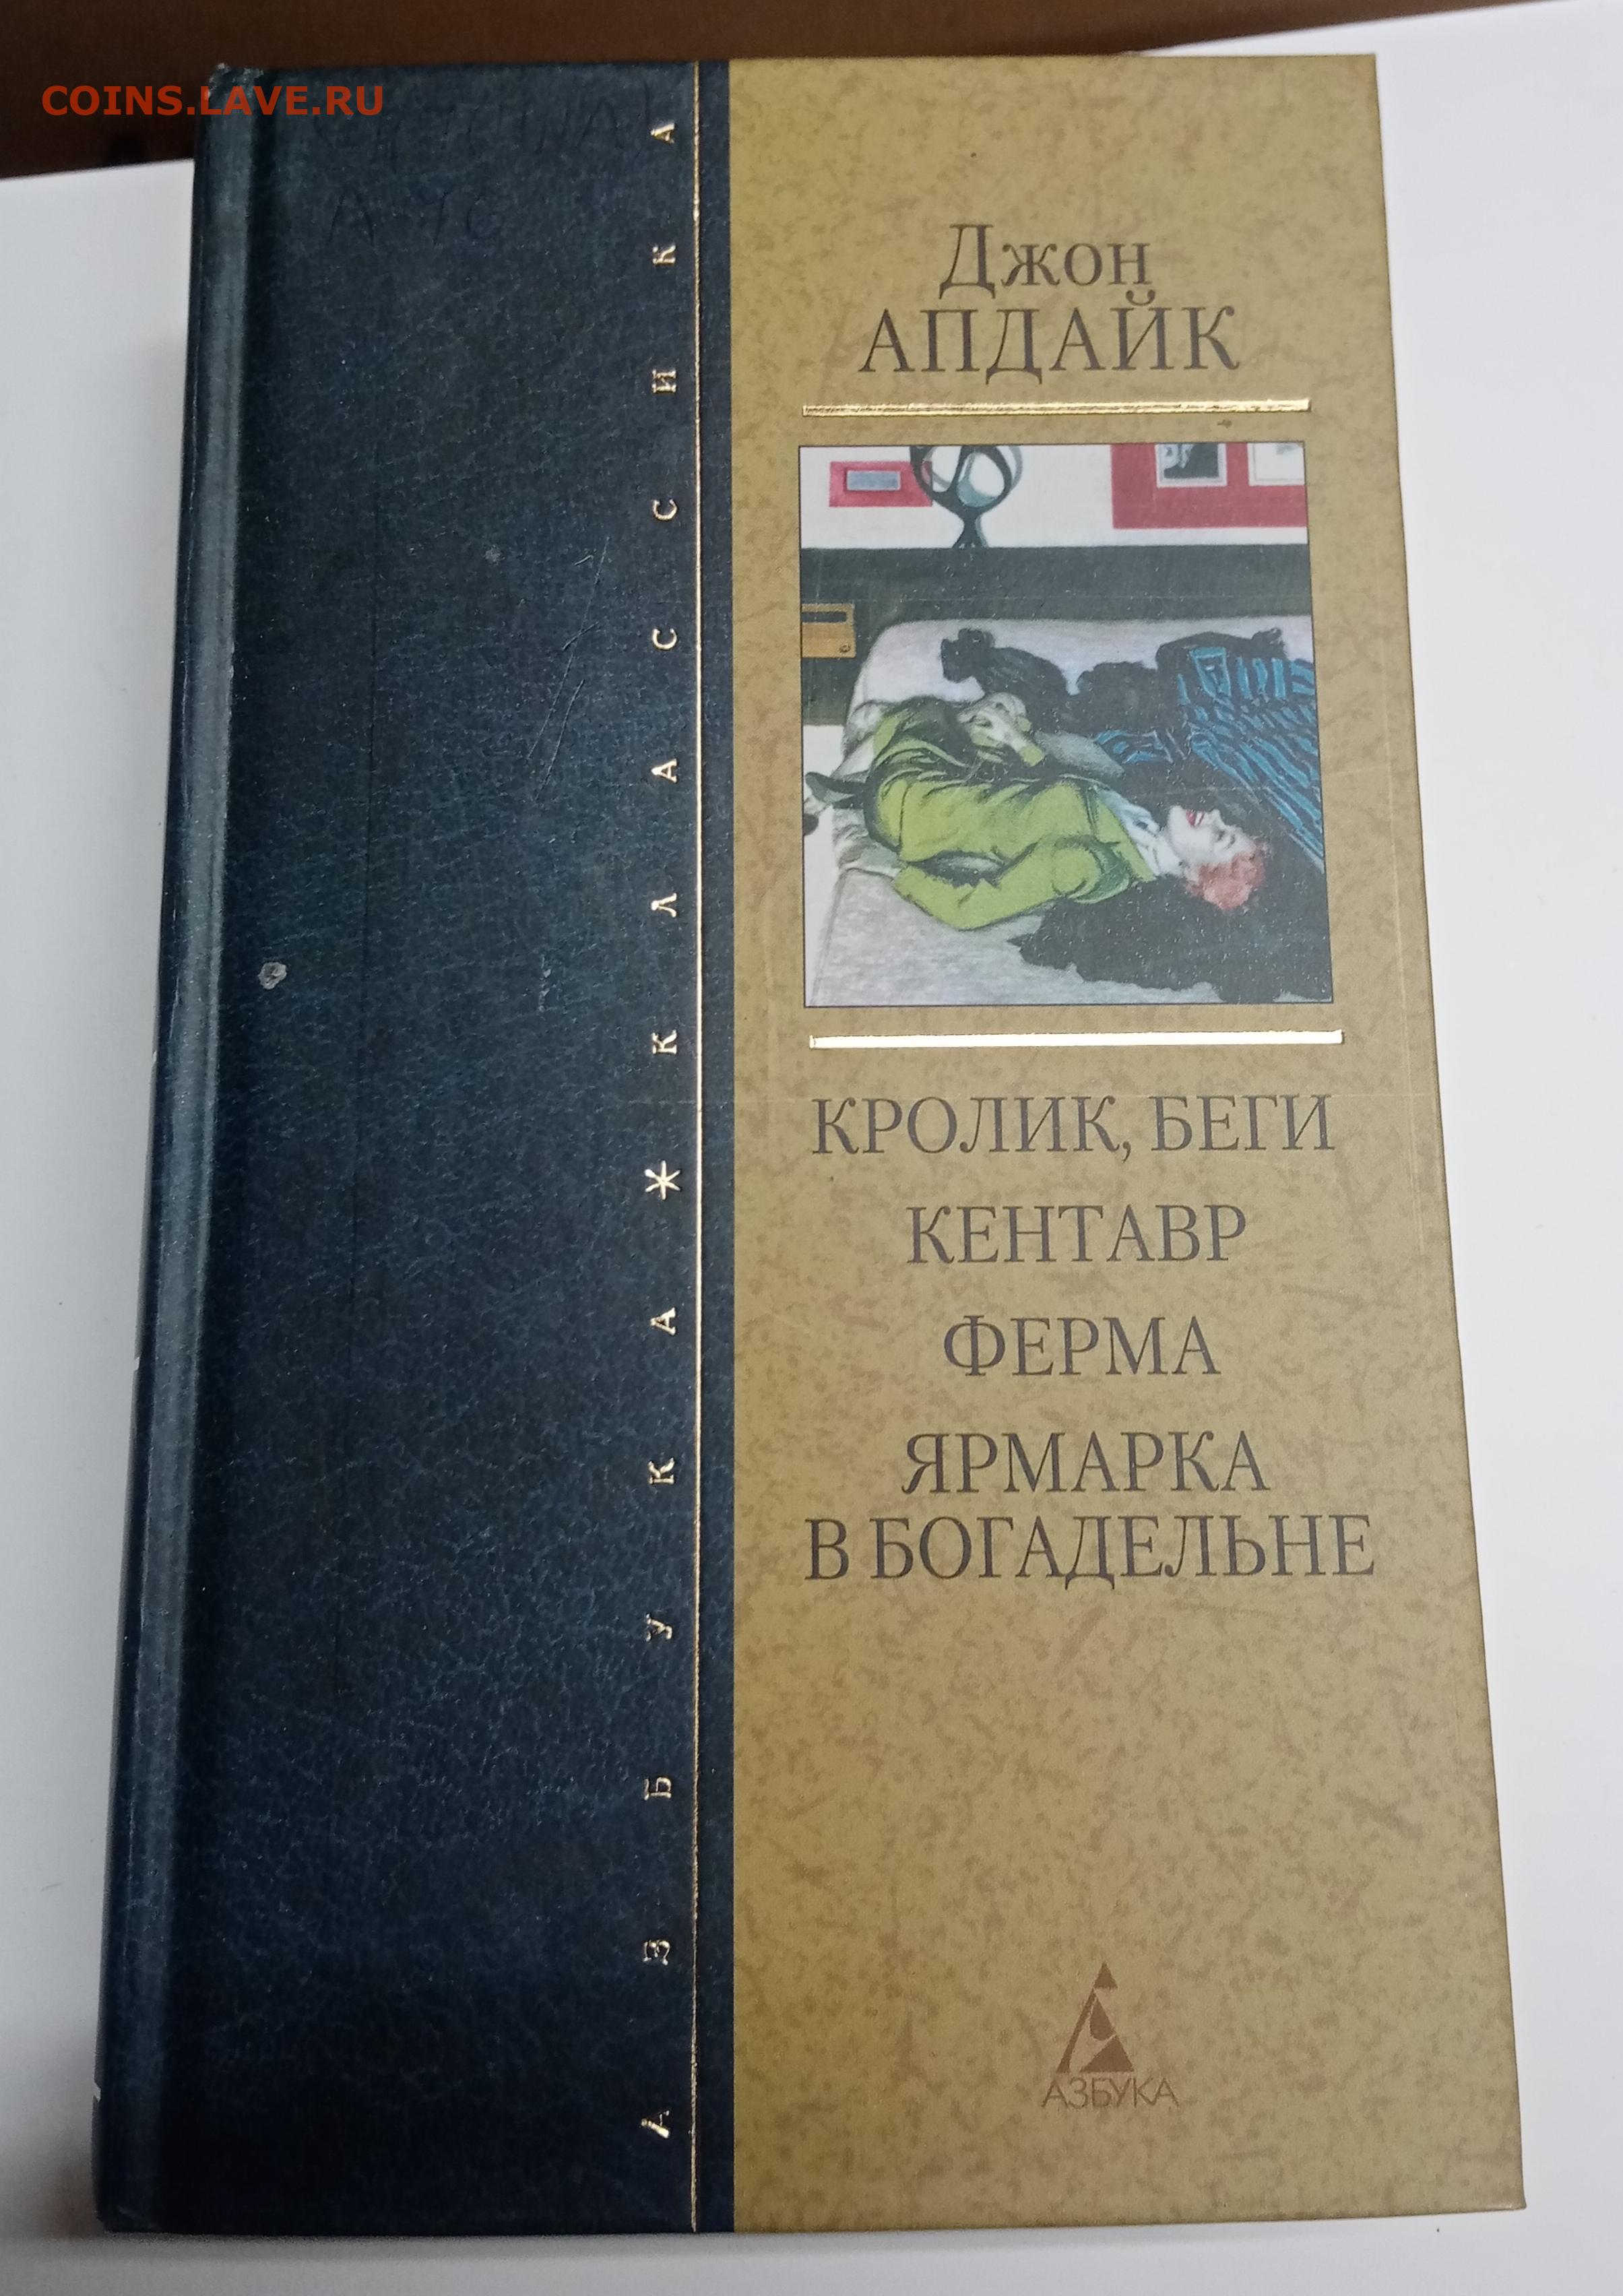 COINS.LAVE.RU
АЗБУКА * КЛАССИКА
Джон
АПДАЙК
КРОЛИК, БЕГИ
КЕНТАВР
ФЕРМА
ЯРМАРКА
В БОГАДЕЛЬНЕ
АЗБУКА